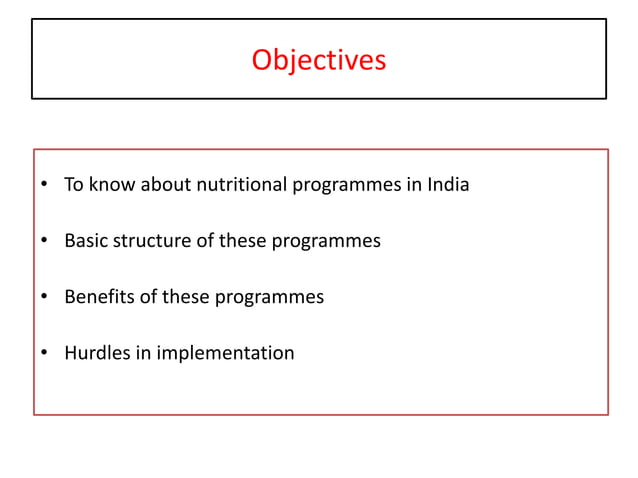 Objectives
• To know about nutritional programmes in India
• Basic structure of these programmes
• Benefits of these programmes
• Hurdles in implementation